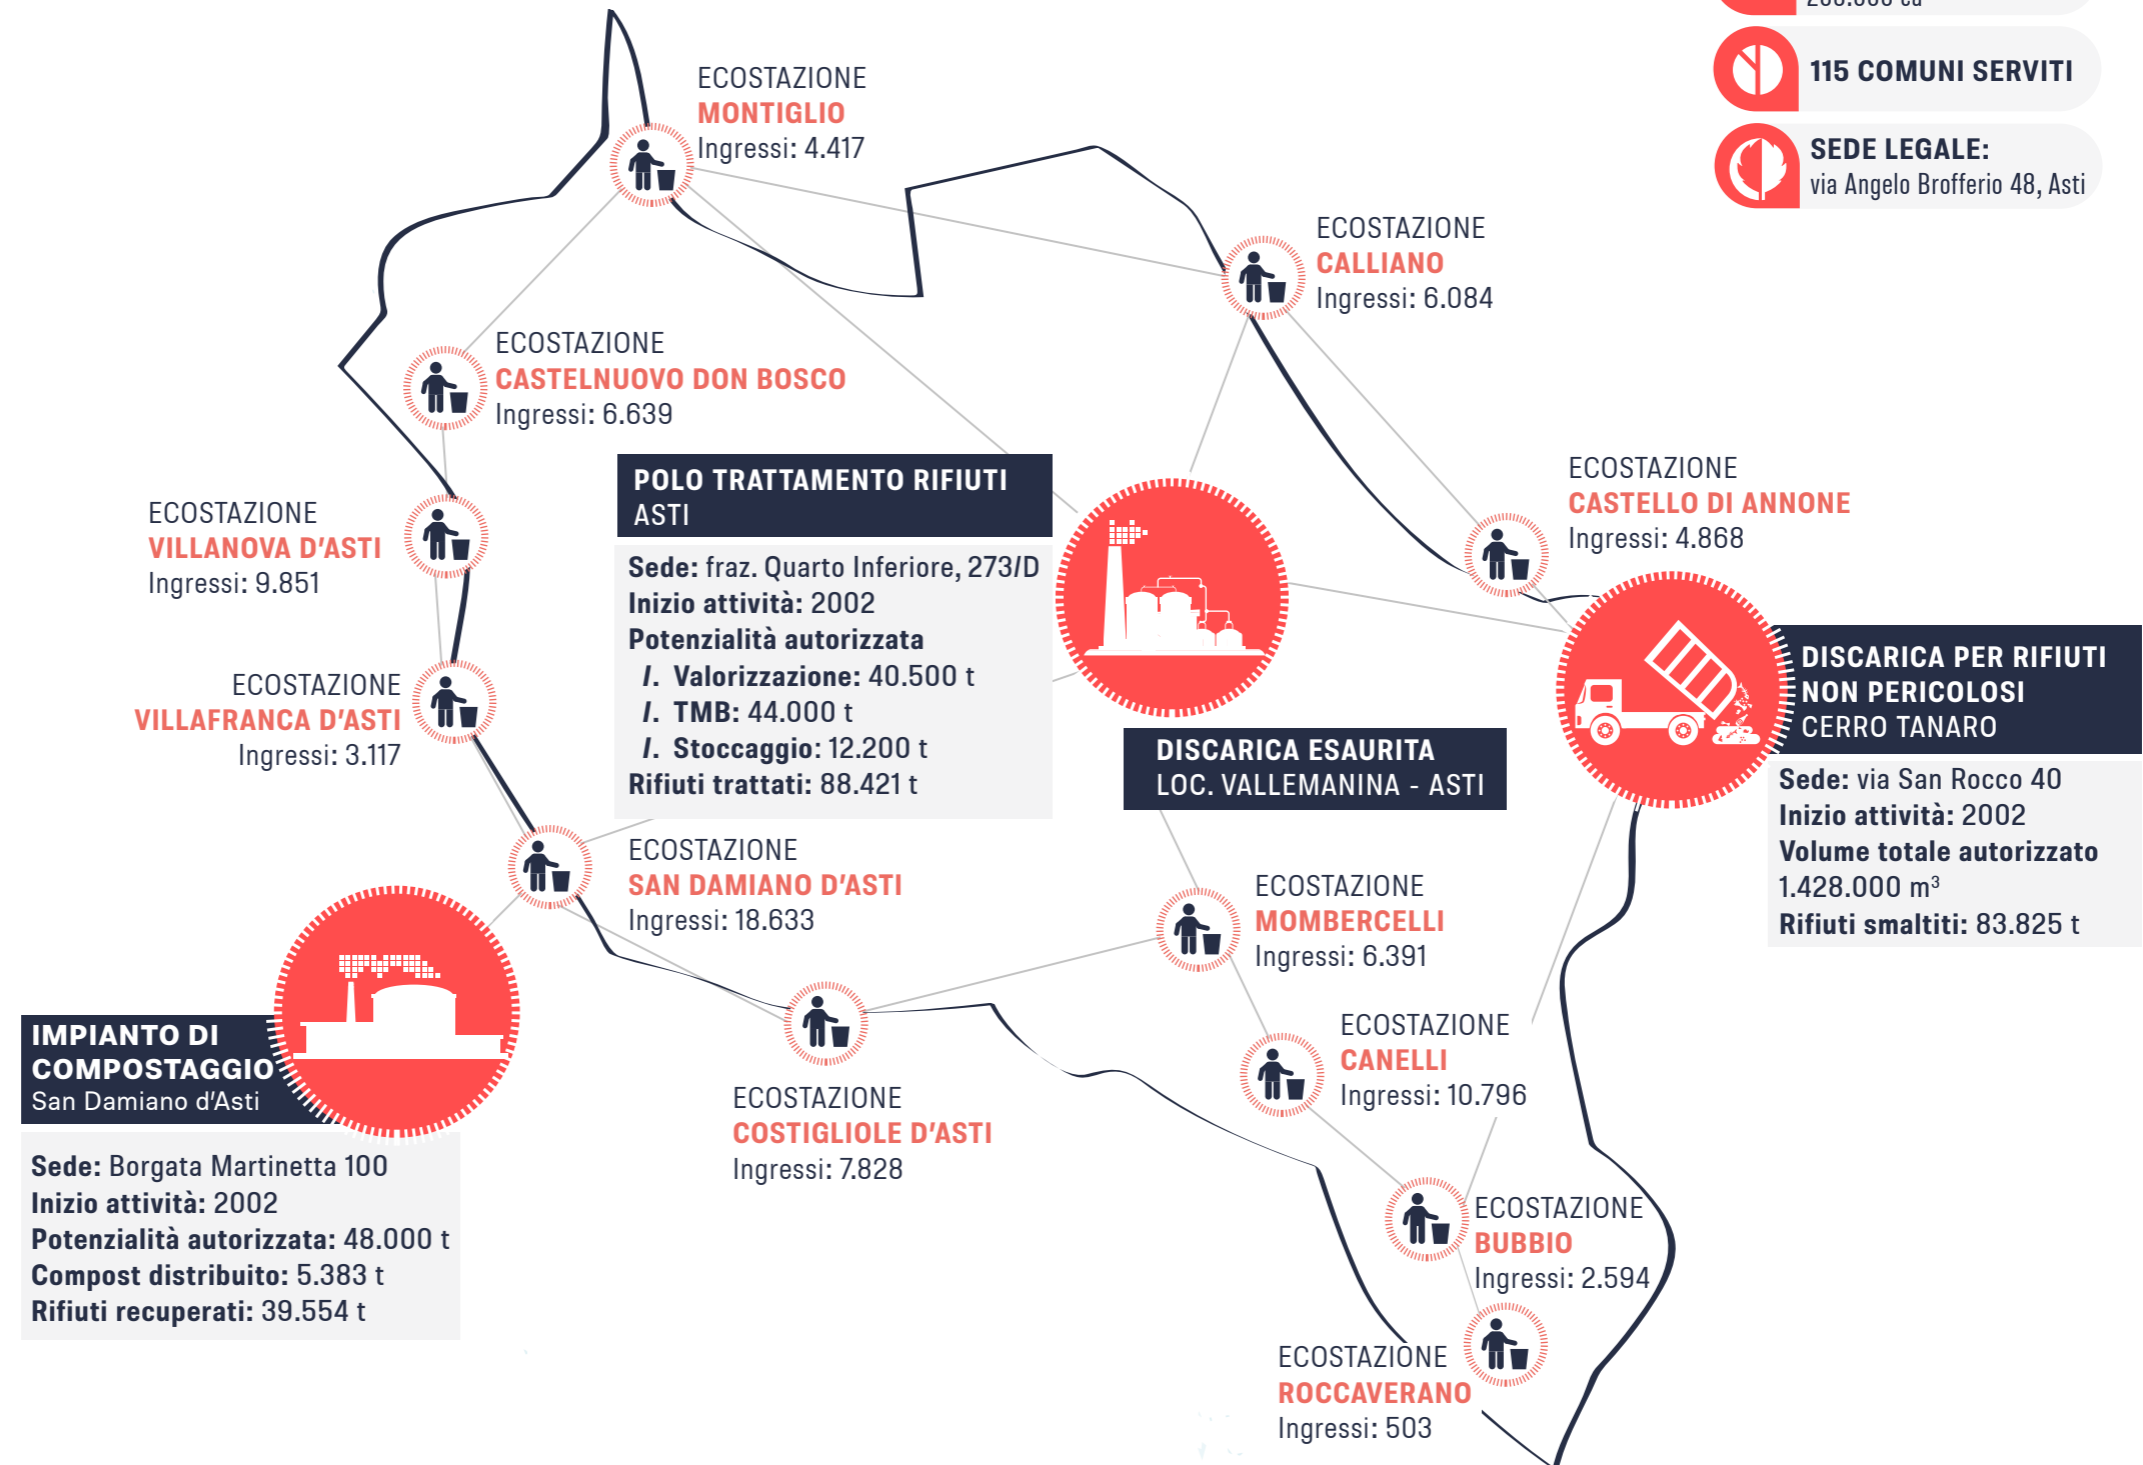 115 COMUNI SERVITI
SEDE LEGALE:
via Angelo Brofferio 48, Asti
ECOSTAZIONE
MONTIGLIO
Ingressi: 4.417
ECOSTAZIONE
CALLIANO
Ingressi: 6.084
ECOSTAZIONE
CASTELNUOVO DON BOSCO
Ingressi: 6.639
ECOSTAZIONE
VILLANOVA D'ASTI
Ingressi: 9.851
POLO TRATTAMENTO RIFIUTI
ASTI
Sede: fraz. Quarto Inferiore, 273/D
Inizio attività: 2002
Potenzialità autorizzata
/. Valorizzazione: 40.500 t
/. TMB: 44.000 t
/. Stoccaggio: 12.200 t
Rifiuti trattati: 88.421 t
ECOSTAZIONE
CASTELLO DI ANNONE
Ingressi: 4.868
DISCARICA PER RIFIUTI
NON PERICOLOSI
CERRO TANARO
Sede: via San Rocco 40
Inizio attività: 2002
Volume totale autorizzato
1.428.000 m³
Rifiuti smaltiti: 83.825 t
ECOSTAZIONE
VILLAFRANCA D'ASTI
Ingressi: 3.117
DISCARICA ESAURITA
LOC. VALLEMANINA - ASTI
ECOSTAZIONE
SAN DAMIANO D'ASTI
Ingressi: 18.633
ECOSTAZIONE
MOMBERCELLI
Ingressi: 6.391
IMPIANTO DI
COMPOSTAGGIO
San Damiano d'Asti
Sede: Borgata Martinetta 100
Inizio attività: 2002
Potenzialità autorizzata: 48.000 t
Compost distribuito: 5.383 t
Rifiuti recuperati: 39.554 t
ECOSTAZIONE
COSTIGLIOLE D'ASTI
Ingressi: 7.828
ECOSTAZIONE
CANELLI
Ingressi: 10.796
ECOSTAZIONE
BUBBIO
Ingressi: 2.594
ECOSTAZIONE
ROCCAVERANO
Ingressi: 503